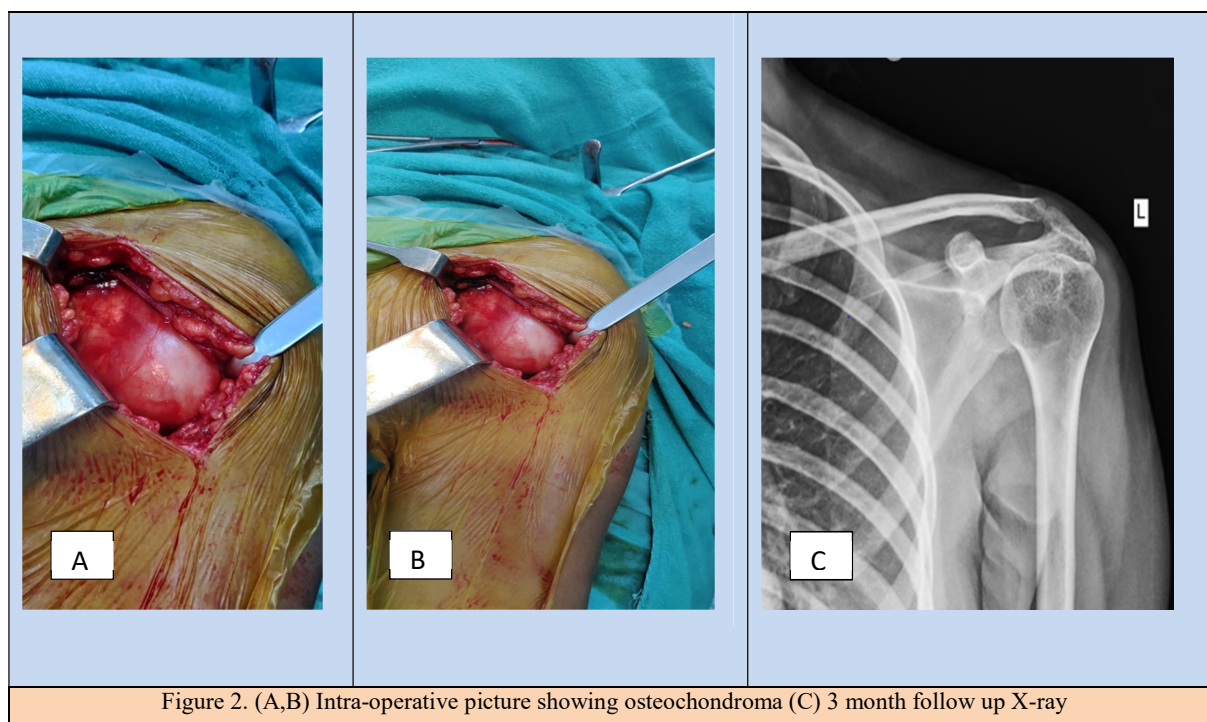 L
A
B
C
Figure 2. (A,B) Intra-operative picture showing osteochondroma (C) 3 month follow up X-ray